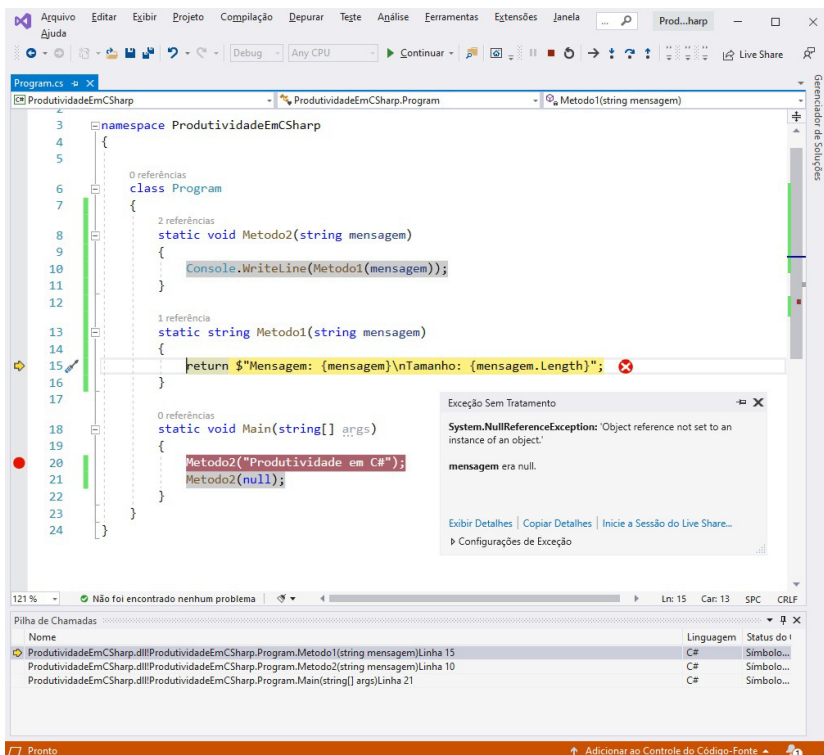 Arquivo Editar Exibir Projeto Compilação Depurar Teste Análise Ferramentas Extensões Janela ... Prod...harp
Ajuda
Debug Any CPU Continuar Live Share
Program.cs
C# ProdutividadeEmCSharp ProdutividadeEmCSharp.Program Metodo1(string mensagem)
Gerenciador de Soluções
2
3 namespace ProdutividadeEmCSharp
4 {
5
0 referências
6 class Program
7 {
2 referências
8 static void Metodo2(string mensagem)
9 {
10 Console.WriteLine(Metodo1(mensagem));
11 }
12
1 referência
13 static string Metodo1(string mensagem)
14 {
15 return $"Mensagem: {mensagem}\nTamanho: {mensagem.Length}";
16 }
17
0 referências
18 static void Main(string[] args)
19 {
20 Metodo2("Produtividade em C#");
21 Metodo2(null);
22 }
23 }
24 }
Exceção Sem Tratamento
System.NullReferenceException: 'Object reference not set to an
instance of an object.'
mensagem era null.
Exibir Detalhes | Copiar Detalhes | Inicie a Sessão do Live Share...
Configurações de Exceção
121 % Não foi encontrado nenhum problema Ln: 15 Car: 13 SPC CRLF
Pilha de Chamadas
Nome Linguagem Status do
ProdutividadeEmCSharp.dll!ProdutividadeEmCSharp.Program.Metodo1(string mensagem)Linha 15 C# Símbolo...
ProdutividadeEmCSharp.dll!ProdutividadeEmCSharp.Program.Metodo2(string mensagem)Linha 10 C# Símbolo...
ProdutividadeEmCSharp.dll!ProdutividadeEmCSharp.Program.Main(string[] args)Linha 21 C# Símbolo...
Pronto Adicionar ao Controle do Código-Fonte 1